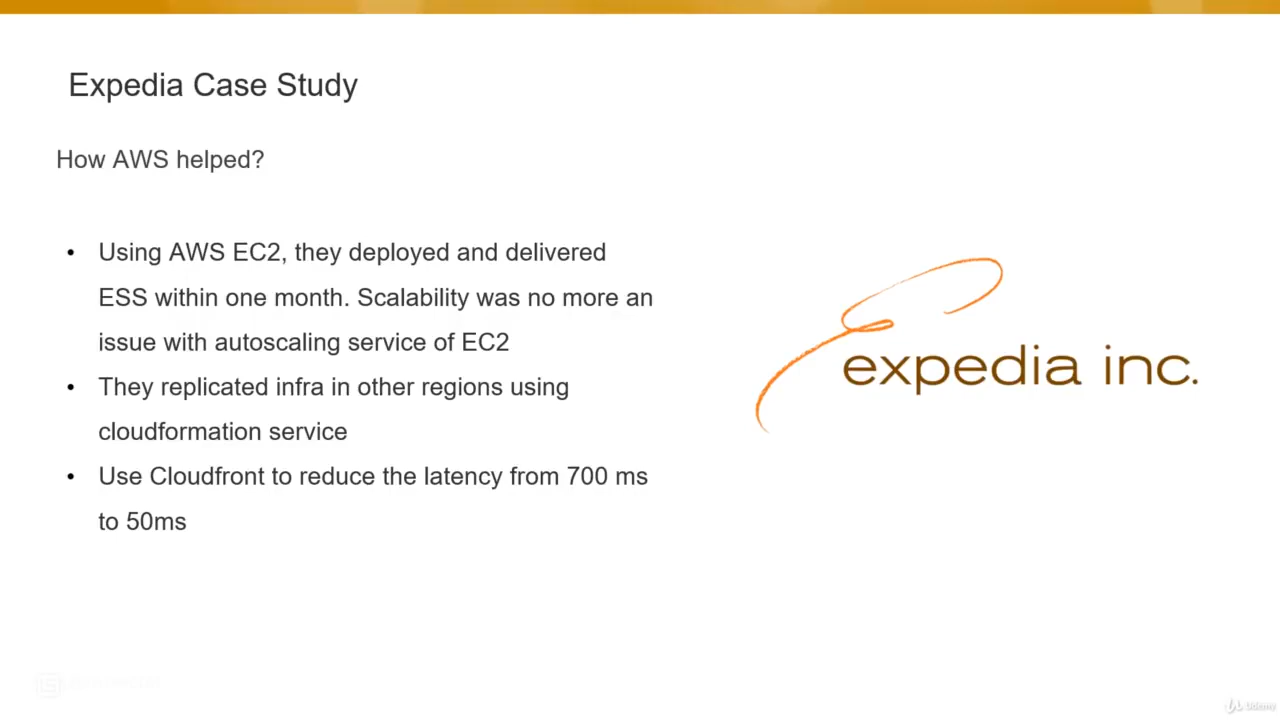 Expedia Case Study
How AWS helped?
• Using AWS EC2, they deployed and delivered
ESS within one month. Scalability was no more an
issue with autoscaling service of EC2
• They replicated infra in other regions using
cloudformation service
• Use Cloudfront to reduce the latency from 700 ms
to 50ms
expedia inc.
Udemy